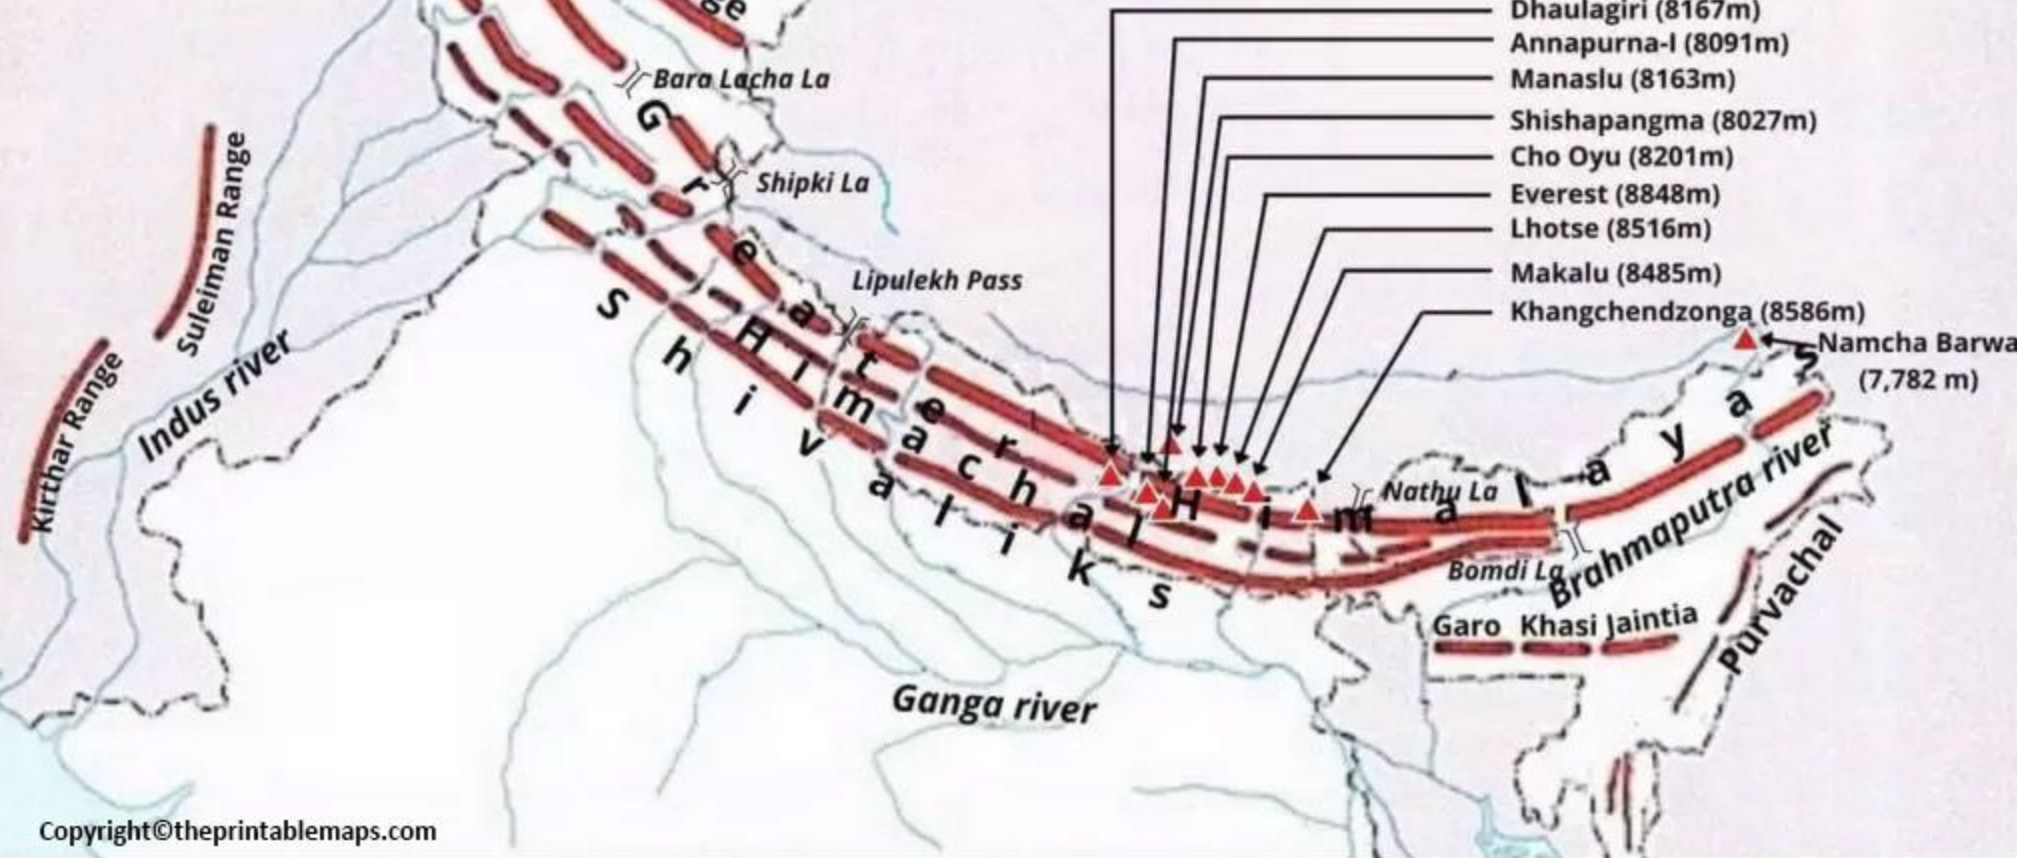 ge
Dhaulagiri (8167m)
Annapurna-I (8091m)
Manaslu (8163m)
Shishapangma (8027m)
Cho Oyu (8201m)
Everest (8848m)
Lhotse (8516m)
Makalu (8485m)
Khangchendzonga (8586m)
Namcha Barwa
(7,782 m)
Bara Lacha La
Shipki La
Lipulekh Pass
Nathu La
Bomdi La
Great er Himalayas
Himachal
Shivaliks
Suleiman Range
Kirthar Range
Indus river
Brahmaputra river
Garo Khasi Jaintia
Purvachal
Ganga river
Copyright©theprintablemaps.com